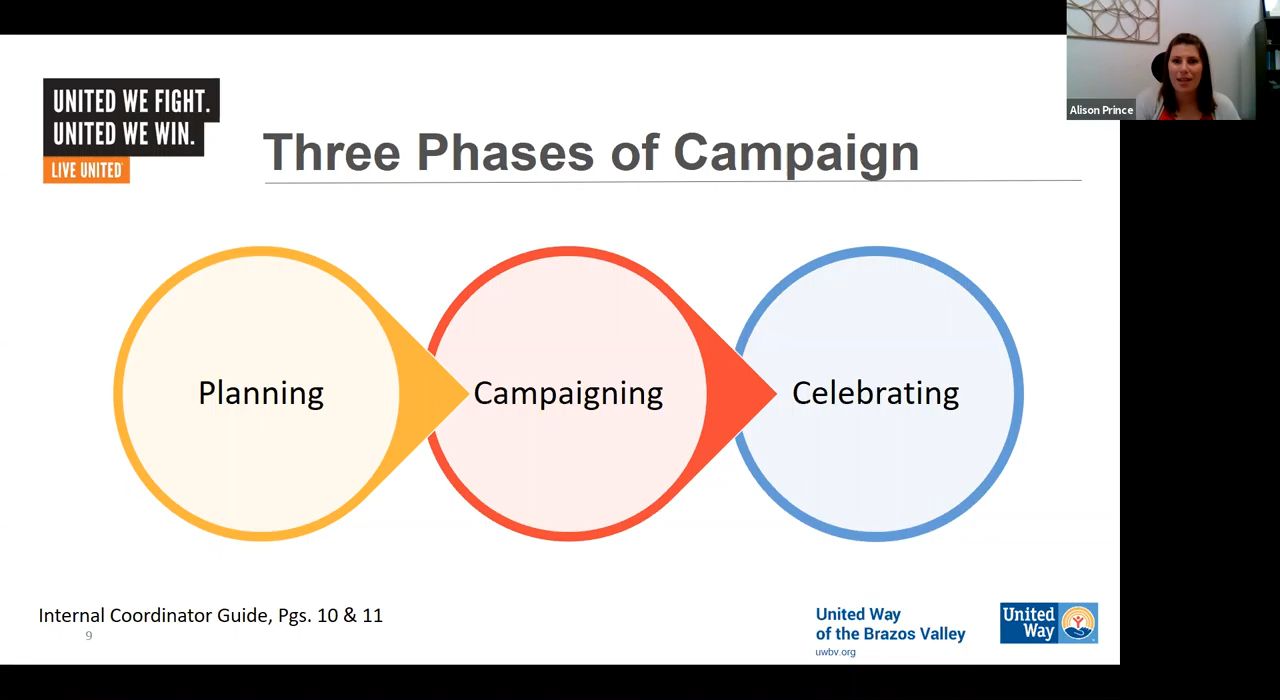 Alison Prince
UNITED WE FIGHT.
UNITED WE WIN.
LIVE UNITED
Three Phases of Campaign
Planning
Campaigning
Celebrating
Internal Coordinator Guide, Pgs. 10 & 11
9
United Way
of the Brazos Valley
uwbv.org
United
Way